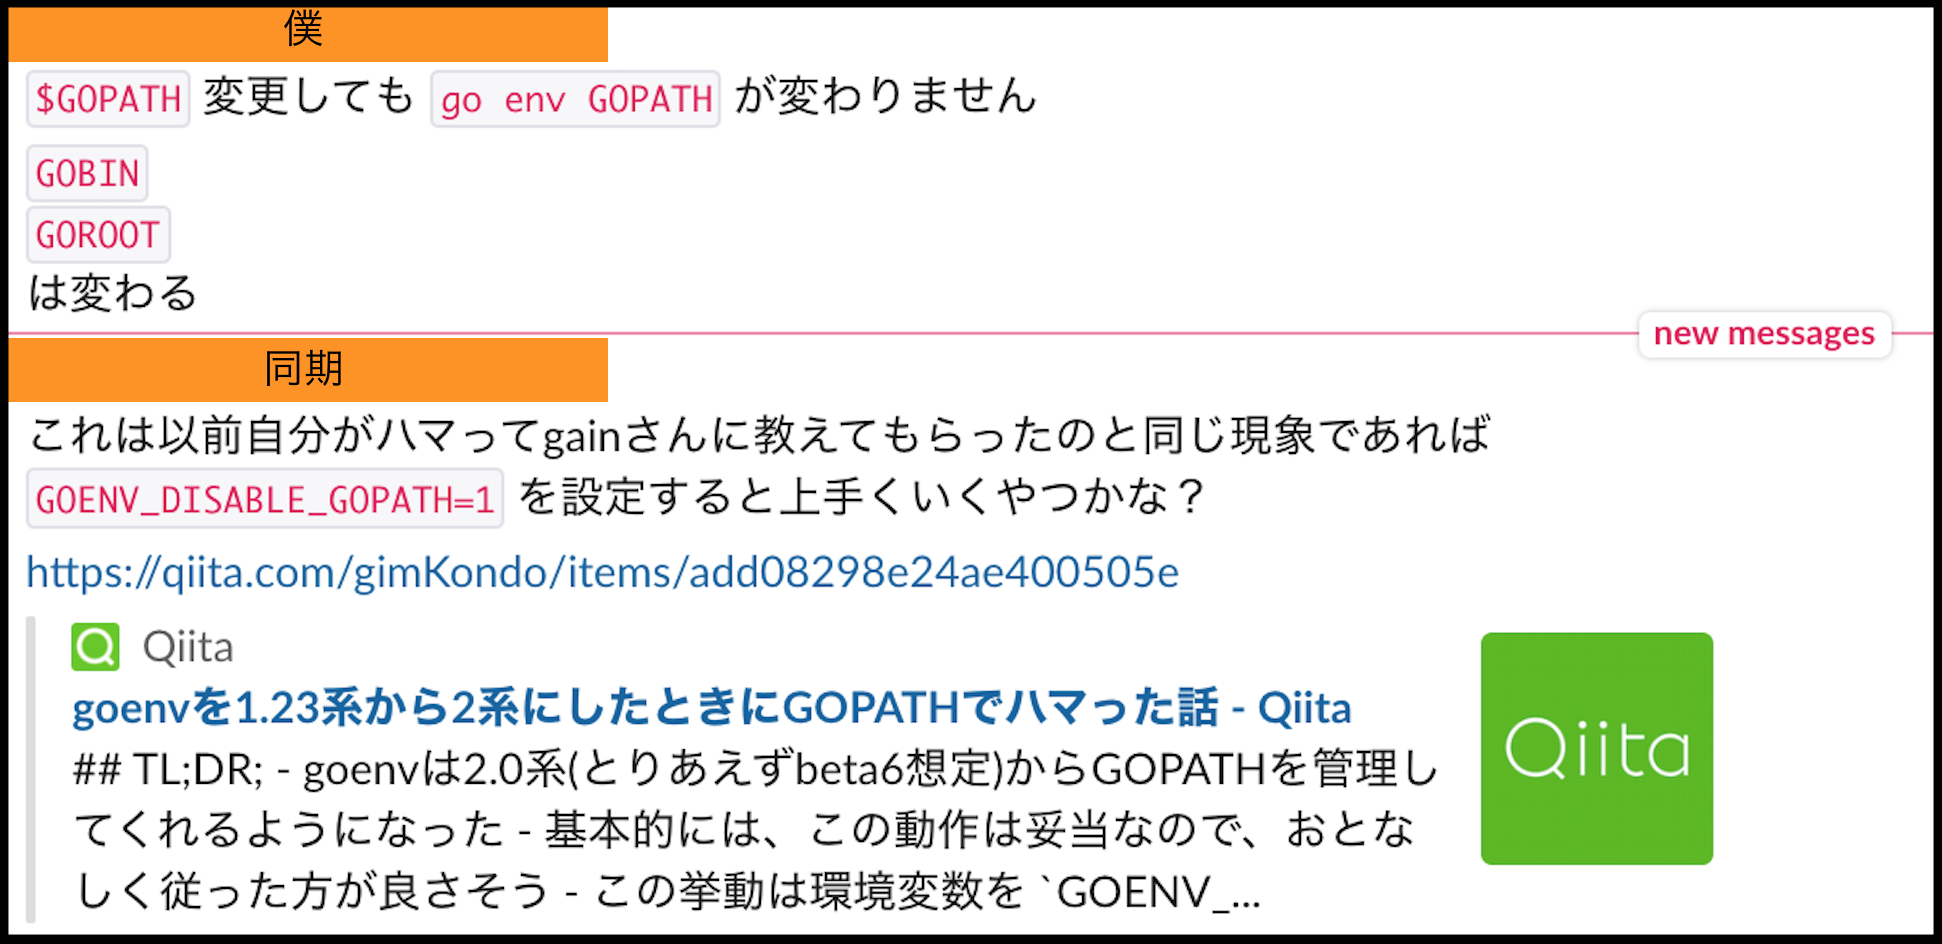 僕
$GOPATH 変更しても go env GOPATH が変わりません
GOBIN
GOROOT
は変わる
new messages
同期
これは以前自分がハマってgainさんに教えてもらったのと同じ現象であれば
GOENV_DISABLE_GOPATH=1 を設定すると上手くいくやつかな？
https://qiita.com/gimKondo/items/add08298e24ae400505e
Qiita
goenvを1.23系から2系にしたときにGOPATHでハマった話 - Qiita
## TL;DR; - goenvは2.0系(とりあえずbeta6想定)からGOPATHを管理し
てくれるようになった - 基本的には、この動作は妥当なので、おとな
しく従った方が良さそう - この挙動は環境変数を `GOENV_...
Qiita